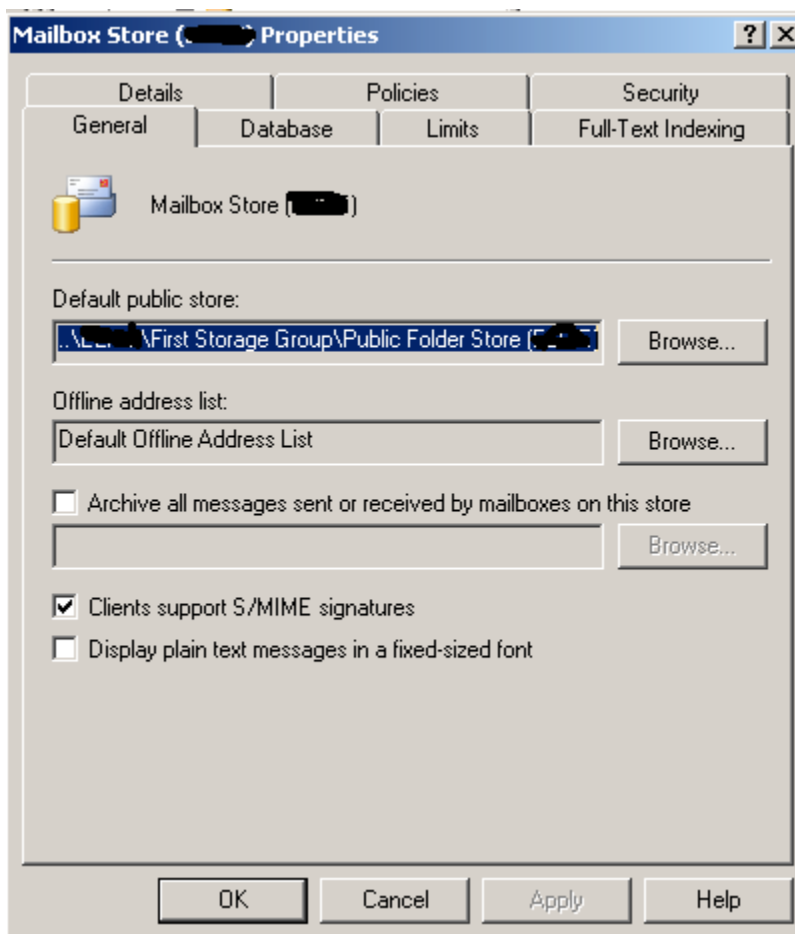 Mailbox Store ( ) Properties
Details Policies Security
General Database Limits Full-Text Indexing
Mailbox Store ( )
Default public store:
..\ \First Storage Group\Public Folder Store ( Browse...
Offline address list:
Default Offline Address List Browse...
Archive all messages sent or received by mailboxes on this store
Browse...
Clients support S/MIME signatures
Display plain text messages in a fixed-sized font
OK Cancel Apply Help